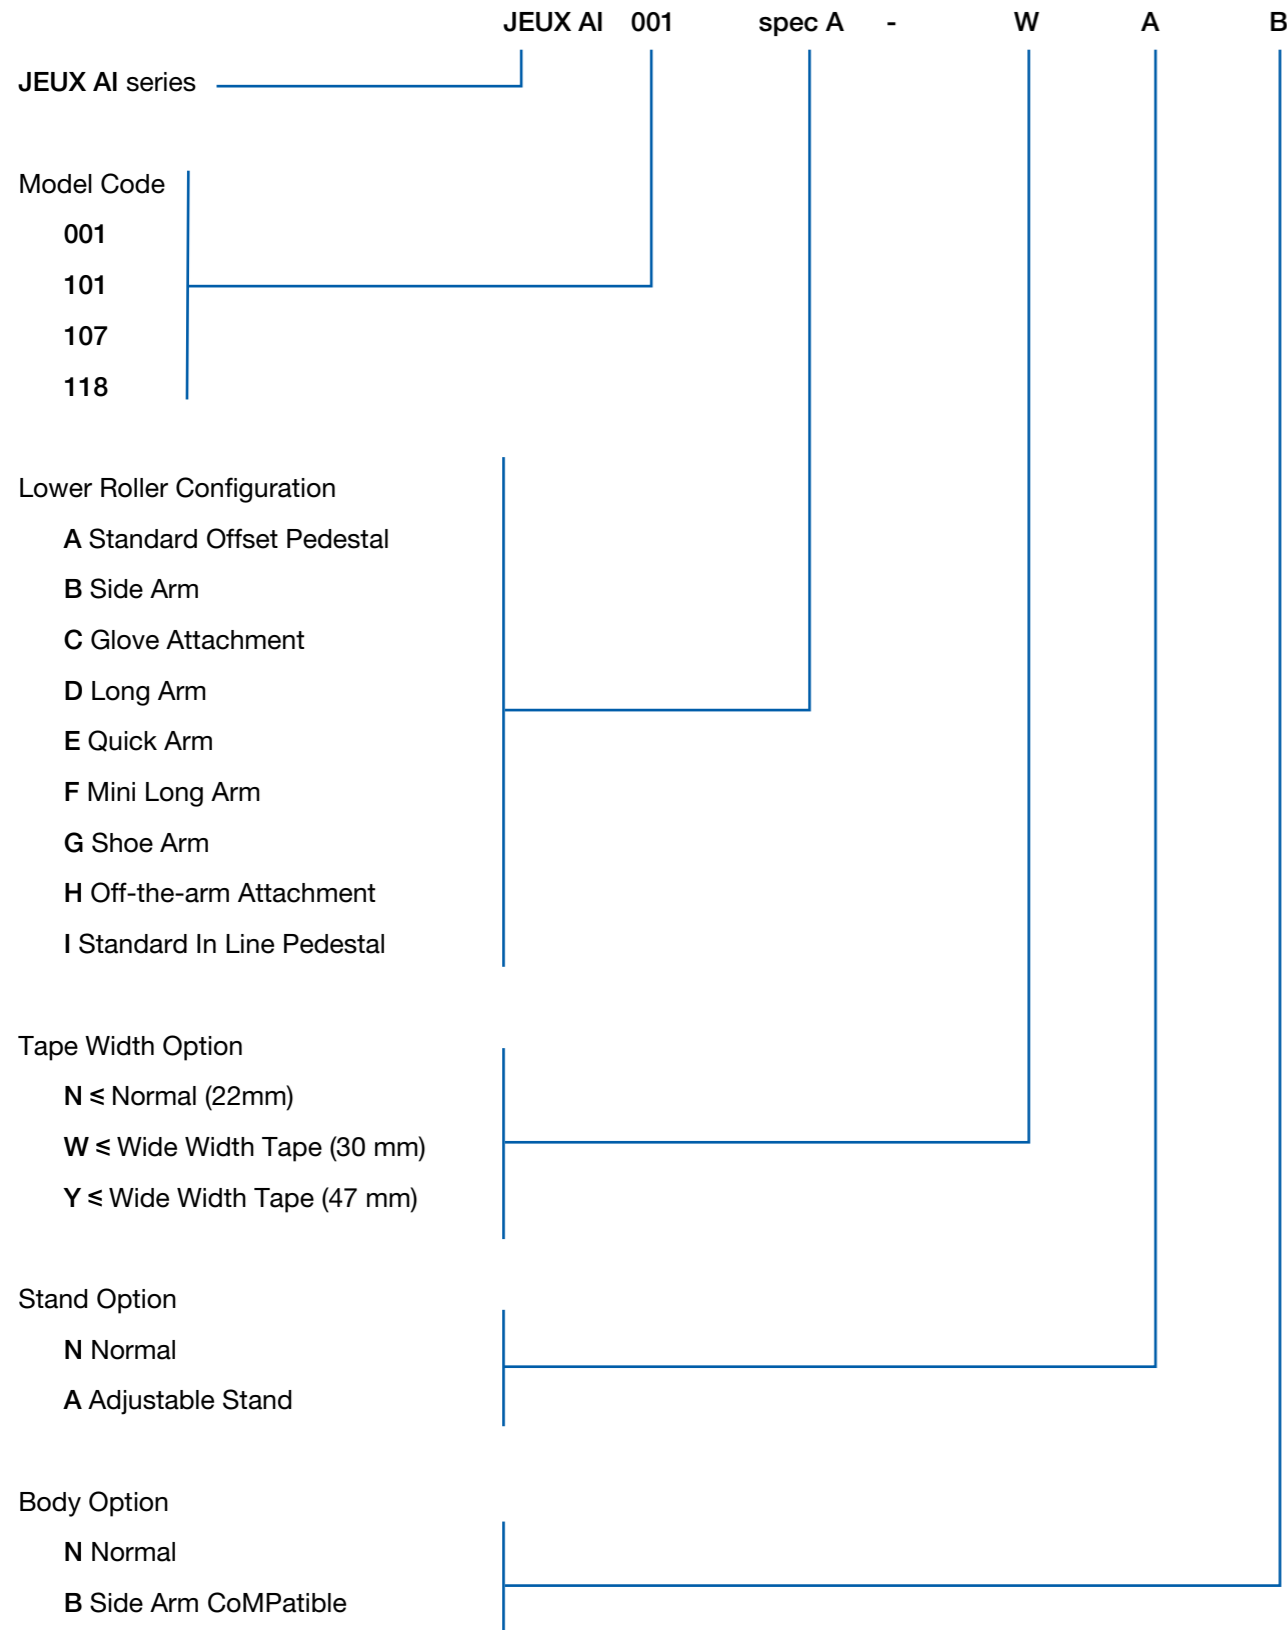 JEUX AI 001 spec A - W A B
JEUX AI series
Model Code
001
101
107
118
Lower Roller Configuration
A Standard Offset Pedestal
B Side Arm
C Glove Attachment
D Long Arm
E Quick Arm
F Mini Long Arm
G Shoe Arm
H Off-the-arm Attachment
I Standard In Line Pedestal
Tape Width Option
N ⩽ Normal (22mm)
W ⩽ Wide Width Tape (30 mm)
Y ⩽ Wide Width Tape (47 mm)
Stand Option
N Normal
A Adjustable Stand
Body Option
N Normal
B Side Arm CoMPatible